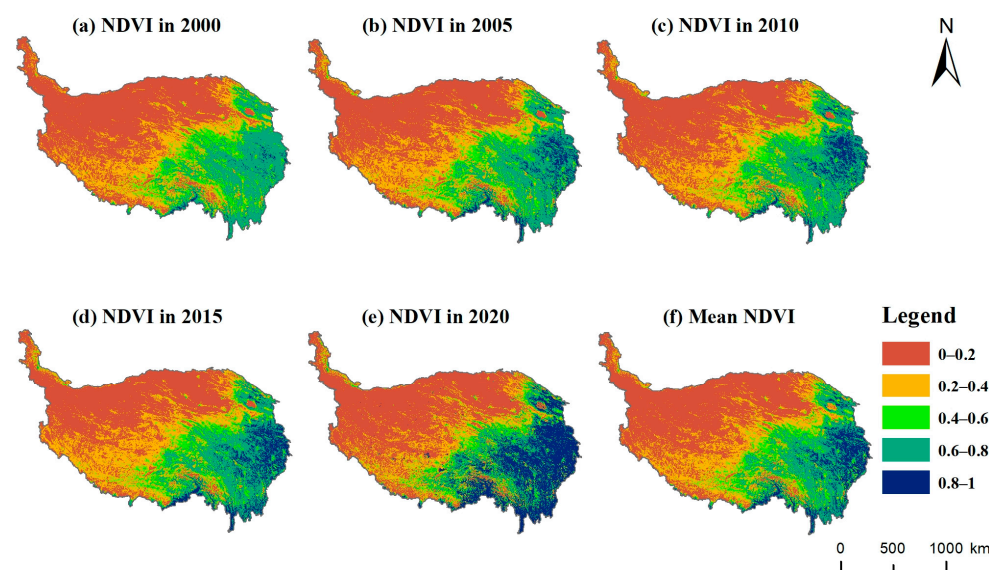 (a) NDVI in 2000
(b) NDVI in 2005
(c) NDVI in 2010
N
(d) NDVI in 2015
(e) NDVI in 2020
(f) Mean NDVI
Legend
0–0.2
0.2–0.4
0.4–0.6
0.6–0.8
0.8–1
0 500 1000 km